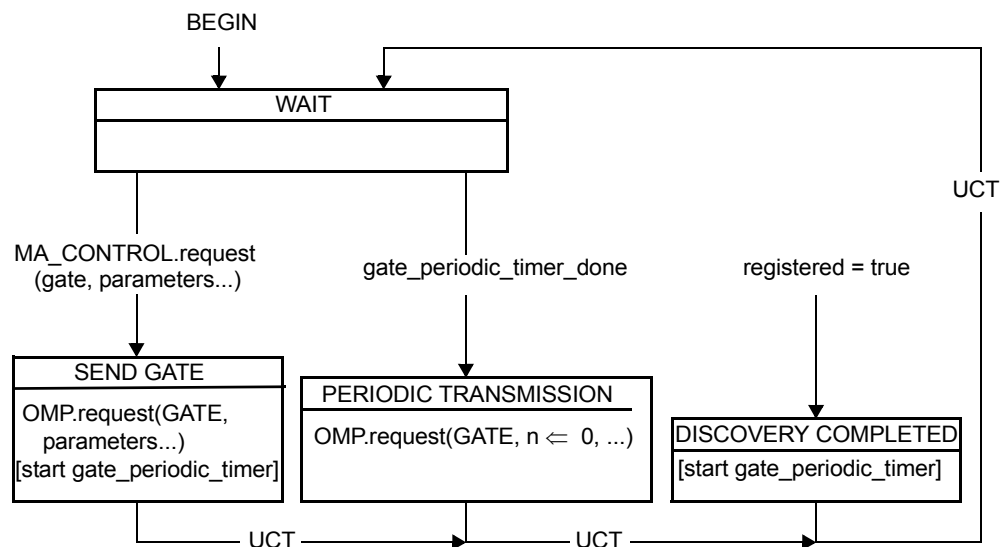 BEGIN
WAIT
UCT
MA_CONTROL.request
(gate, parameters...)
gate_periodic_timer_done
registered = true
SEND GATE
OMP.request(GATE,
parameters...)
[start gate_periodic_timer]
PERIODIC TRANSMISSION
OMP.request(GATE, n ⇐ 0, ...)
DISCOVERY COMPLETED
[start gate_periodic_timer]
UCT
UCT